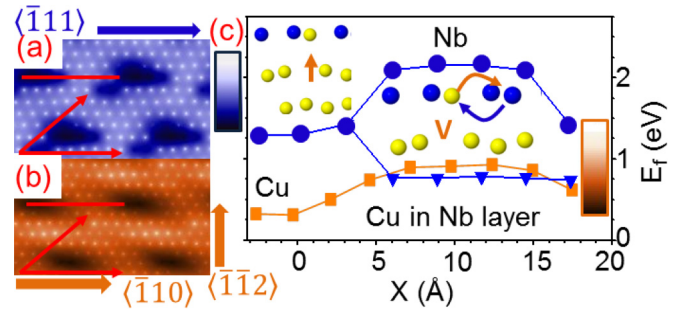 ⟨1̄11⟩
(a)
(b)
⟨1̄10⟩
⟨1̄1̄2⟩
(c)
Nb
V
Cu
Cu in Nb layer
0
1
2
E_f (eV)
0 5 10 15 20
X (Å)